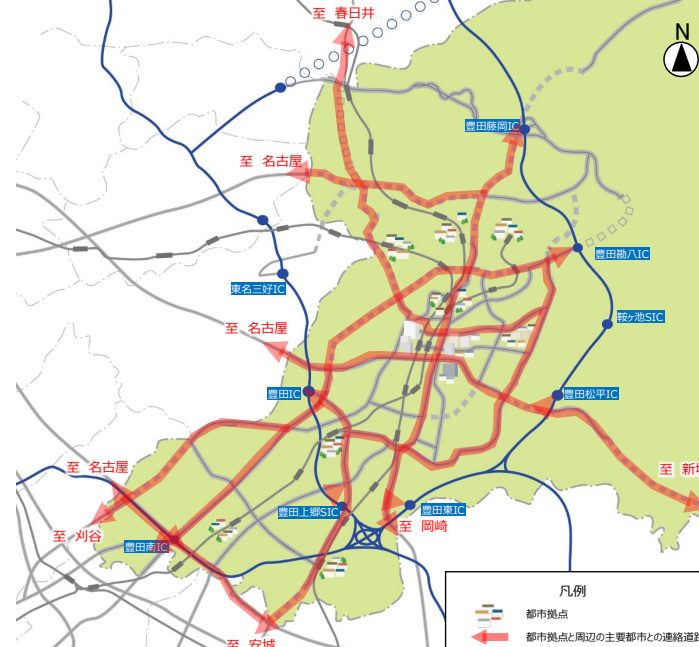 至 春日井
N
豊田藤岡IC
至 名古屋
豊田勘八IC
東名三好IC
鞍ヶ池SIC
至 名古屋
豊田IC
豊田松平IC
至 名古屋
至 新城
豊田上郷SIC
豊田東IC
至 刈谷
至 岡崎
豊田南IC
至 安城
凡例
都市拠点
都市拠点と周辺の主要都市との連絡道路